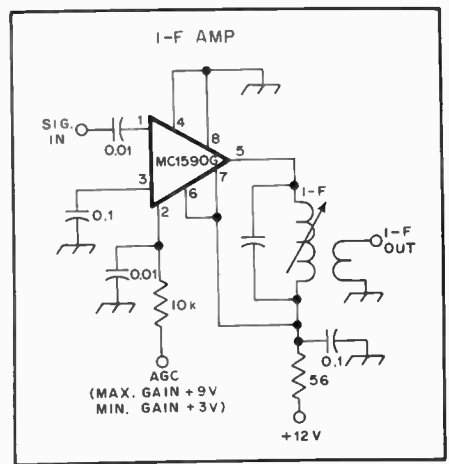 I-F AMP
SIG.
IN
0.01
1
4
8
MC1590G
5
7
6
3
2
0.1
0.01
10k
AGC
(MAX. GAIN +9V
MIN. GAIN +3V)
I-F
I-F
OUT
0.1
56
+12V